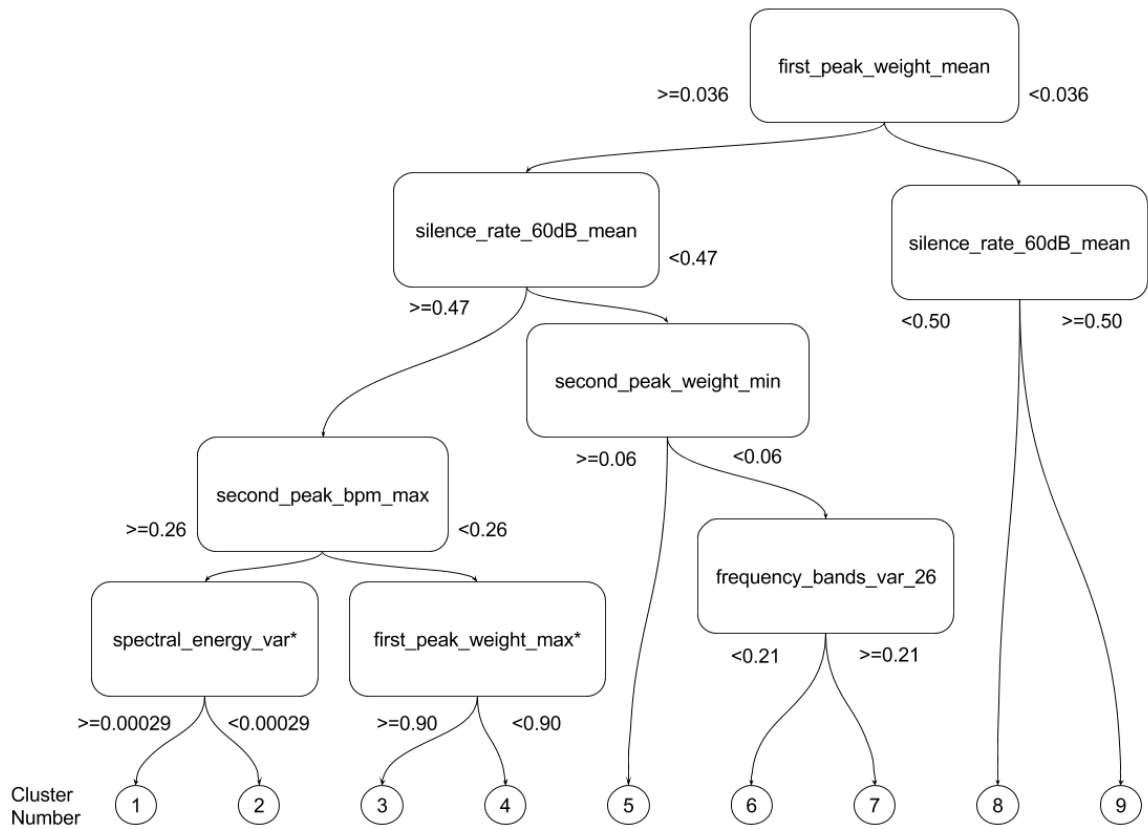 first_peak_weight_mean
>=0.036
<0.036
silence_rate_60dB_mean
silence_rate_60dB_mean
<0.47
>=0.47
<0.50
>=0.50
second_peak_weight_min
>=0.06
<0.06
second_peak_bpm_max
>=0.26
<0.26
frequency_bands_var_26
spectral_energy_var*
first_peak_weight_max*
<0.21
>=0.21
>=0.00029
<0.00029
>=0.90
<0.90
Cluster
Number
1
2
3
4
5
6
7
8
9